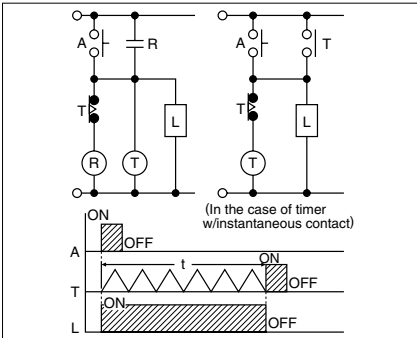 A R A T
T L T L
R T T
(In the case of timer
w/instantaneous contact)
ON
OFF
A
t
ON
T
OFF
ON
L
OFF